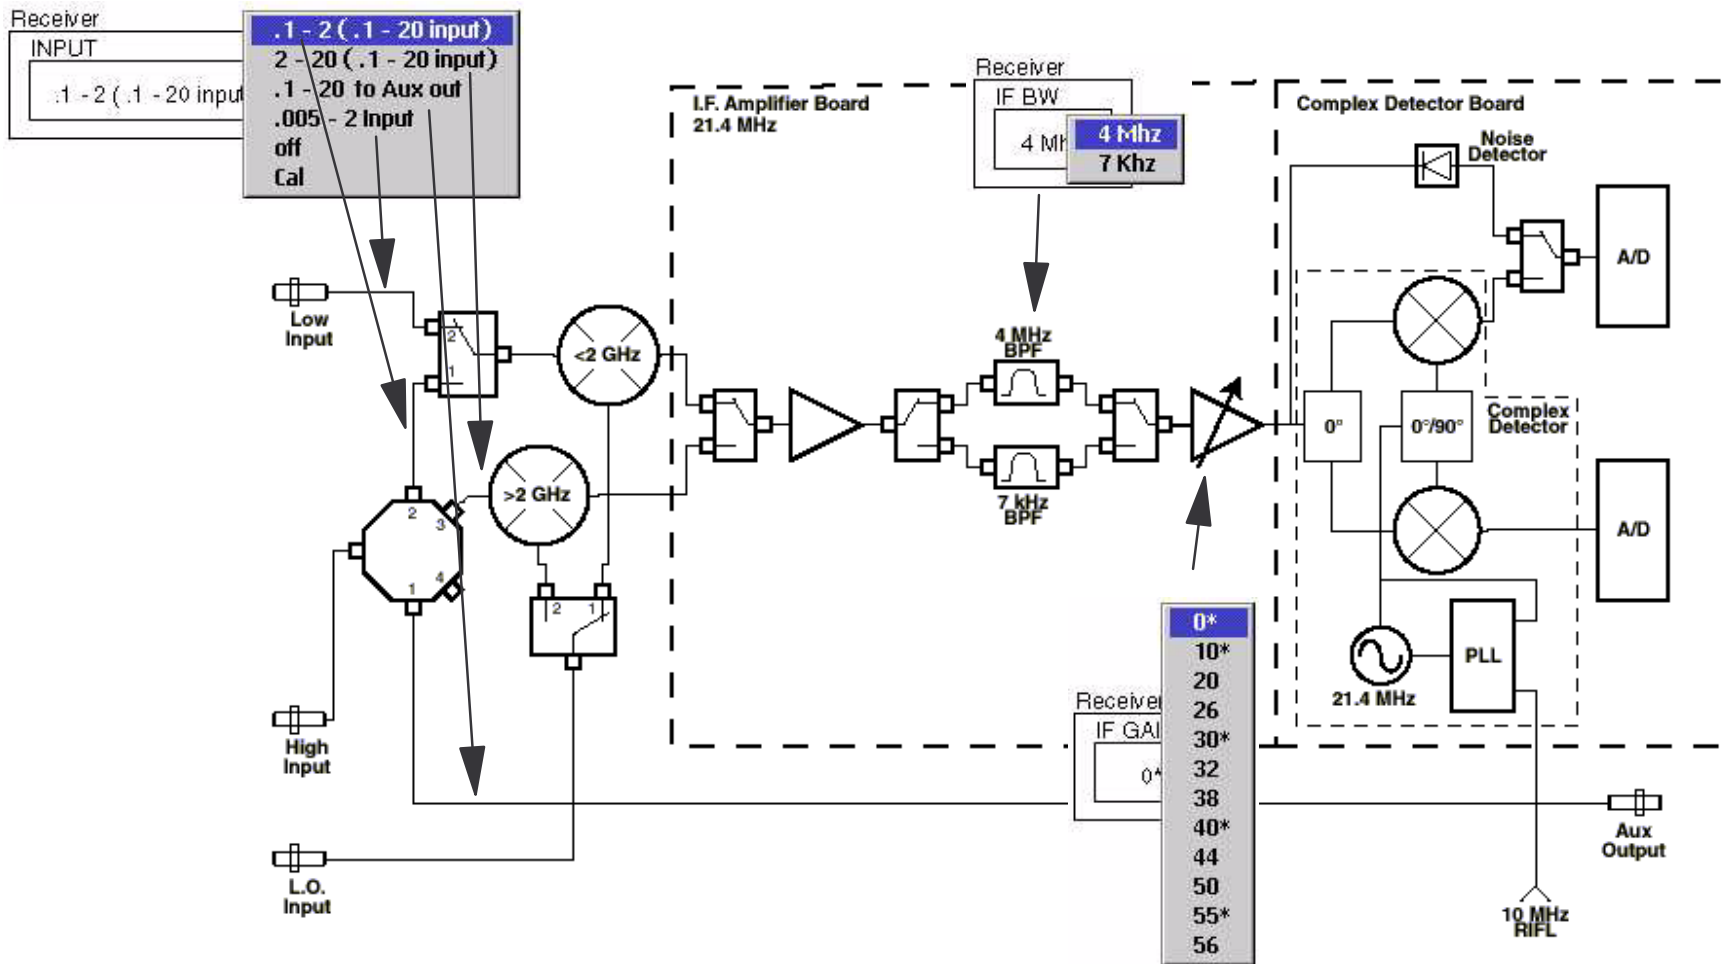 Receiver
INPUT
.1 - 2 ( .1 - 20 input
.1 - 2 ( .1 - 20 input)
2 - 20 ( .1 - 20 input)
.1 - 20 to Aux out
.005 - 2 Input
off
Cal
Receiver
IF BW
4 Mh
4 Mhz
7 Khz
I.F. Amplifier Board
21.4 MHz
Complex Detector Board
Noise
Detector
A/D
Low
Input
2
1
<2 GHz
4 MHz
BPF
0°
0°/90°
Complex
Detector
>2 GHz
7 kHz
BPF
2
3
4
1
2
1
A/D
PLL
21.4 MHz
High
Input
Receive
IF GAI
0*
0*
10*
20
26
30*
32
38
40*
44
50
55*
56
Aux
Output
L.O.
Input
10 MHz
RIFL